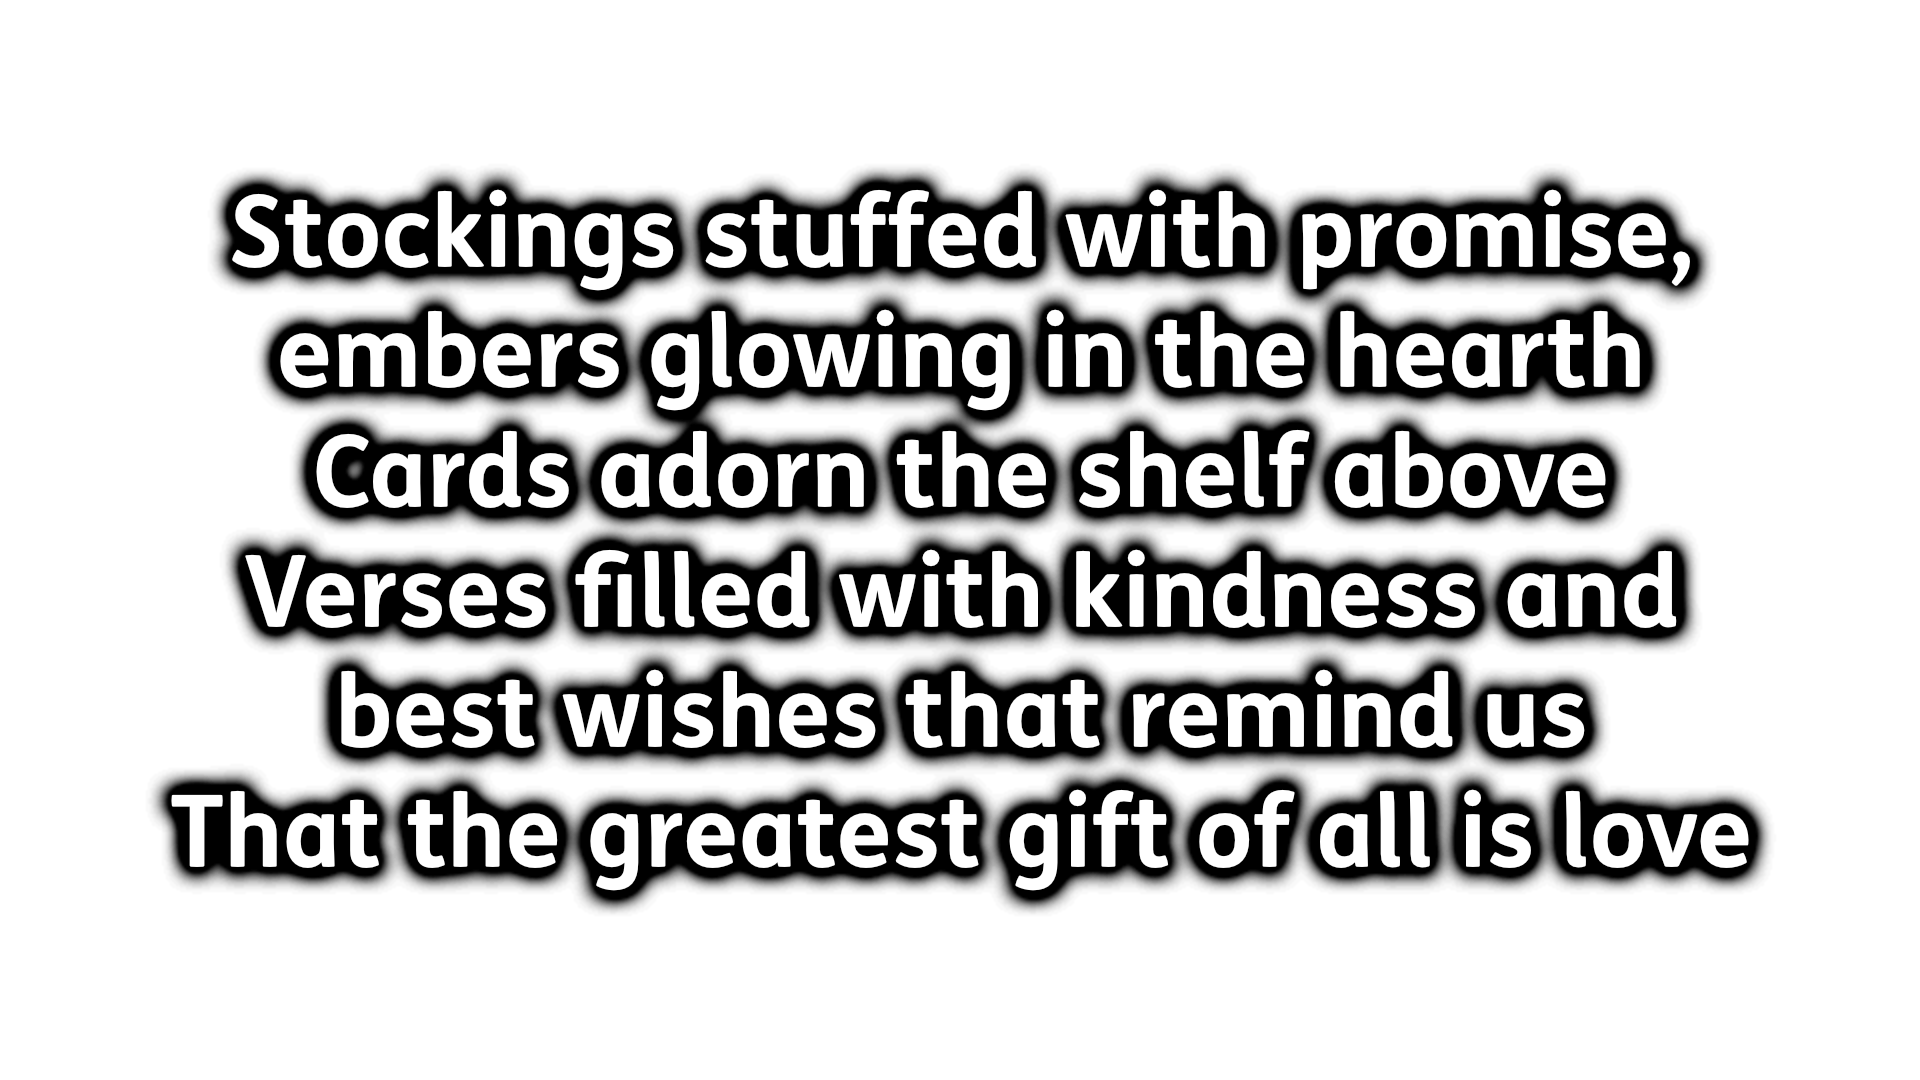 Stockings stuffed with promise,
embers glowing in the hearth
Cards adorn the shelf above
Verses filled with kindness and
best wishes that remind us
That the greatest gift of all is love